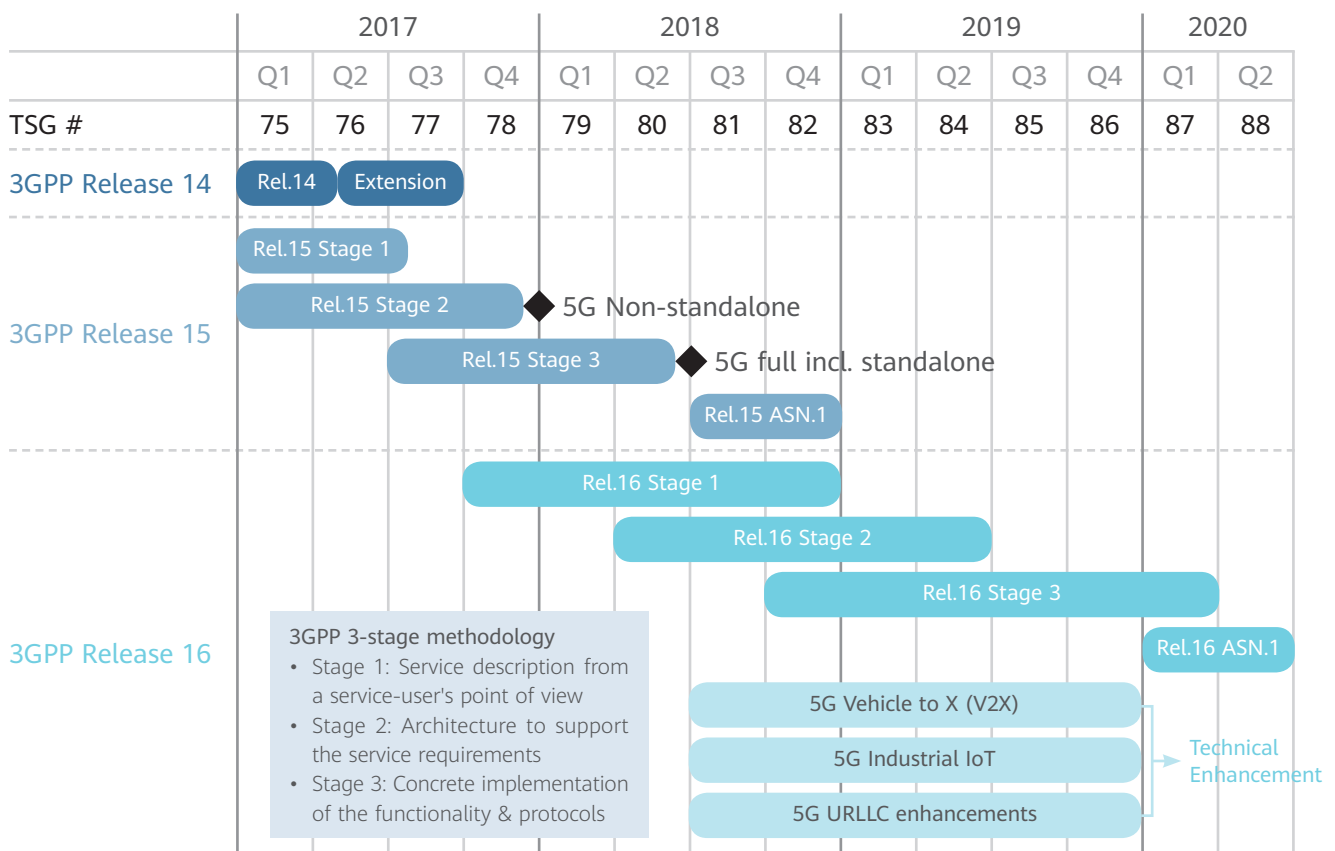 2017 2018 2019 2020
Q1 Q2 Q3 Q4 Q1 Q2 Q3 Q4 Q1 Q2 Q3 Q4 Q1 Q2
TSG # 75 76 77 78 79 80 81 82 83 84 85 86 87 88
3GPP Release 14
Rel.14 Extension
3GPP Release 15
Rel.15 Stage 1
Rel.15 Stage 2
5G Non-standalone
Rel.15 Stage 3
5G full incl. standalone
Rel.15 ASN.1
3GPP Release 16
Rel.16 Stage 1
Rel.16 Stage 2
Rel.16 Stage 3
Rel.16 ASN.1
5G Vehicle to X (V2X)
5G Industrial IoT
5G URLLC enhancements
Technical
Enhancement
3GPP 3-stage methodology
• Stage 1: Service description from
a service-user's point of view
• Stage 2: Architecture to support
the service requirements
• Stage 3: Concrete implementation
of the functionality & protocols